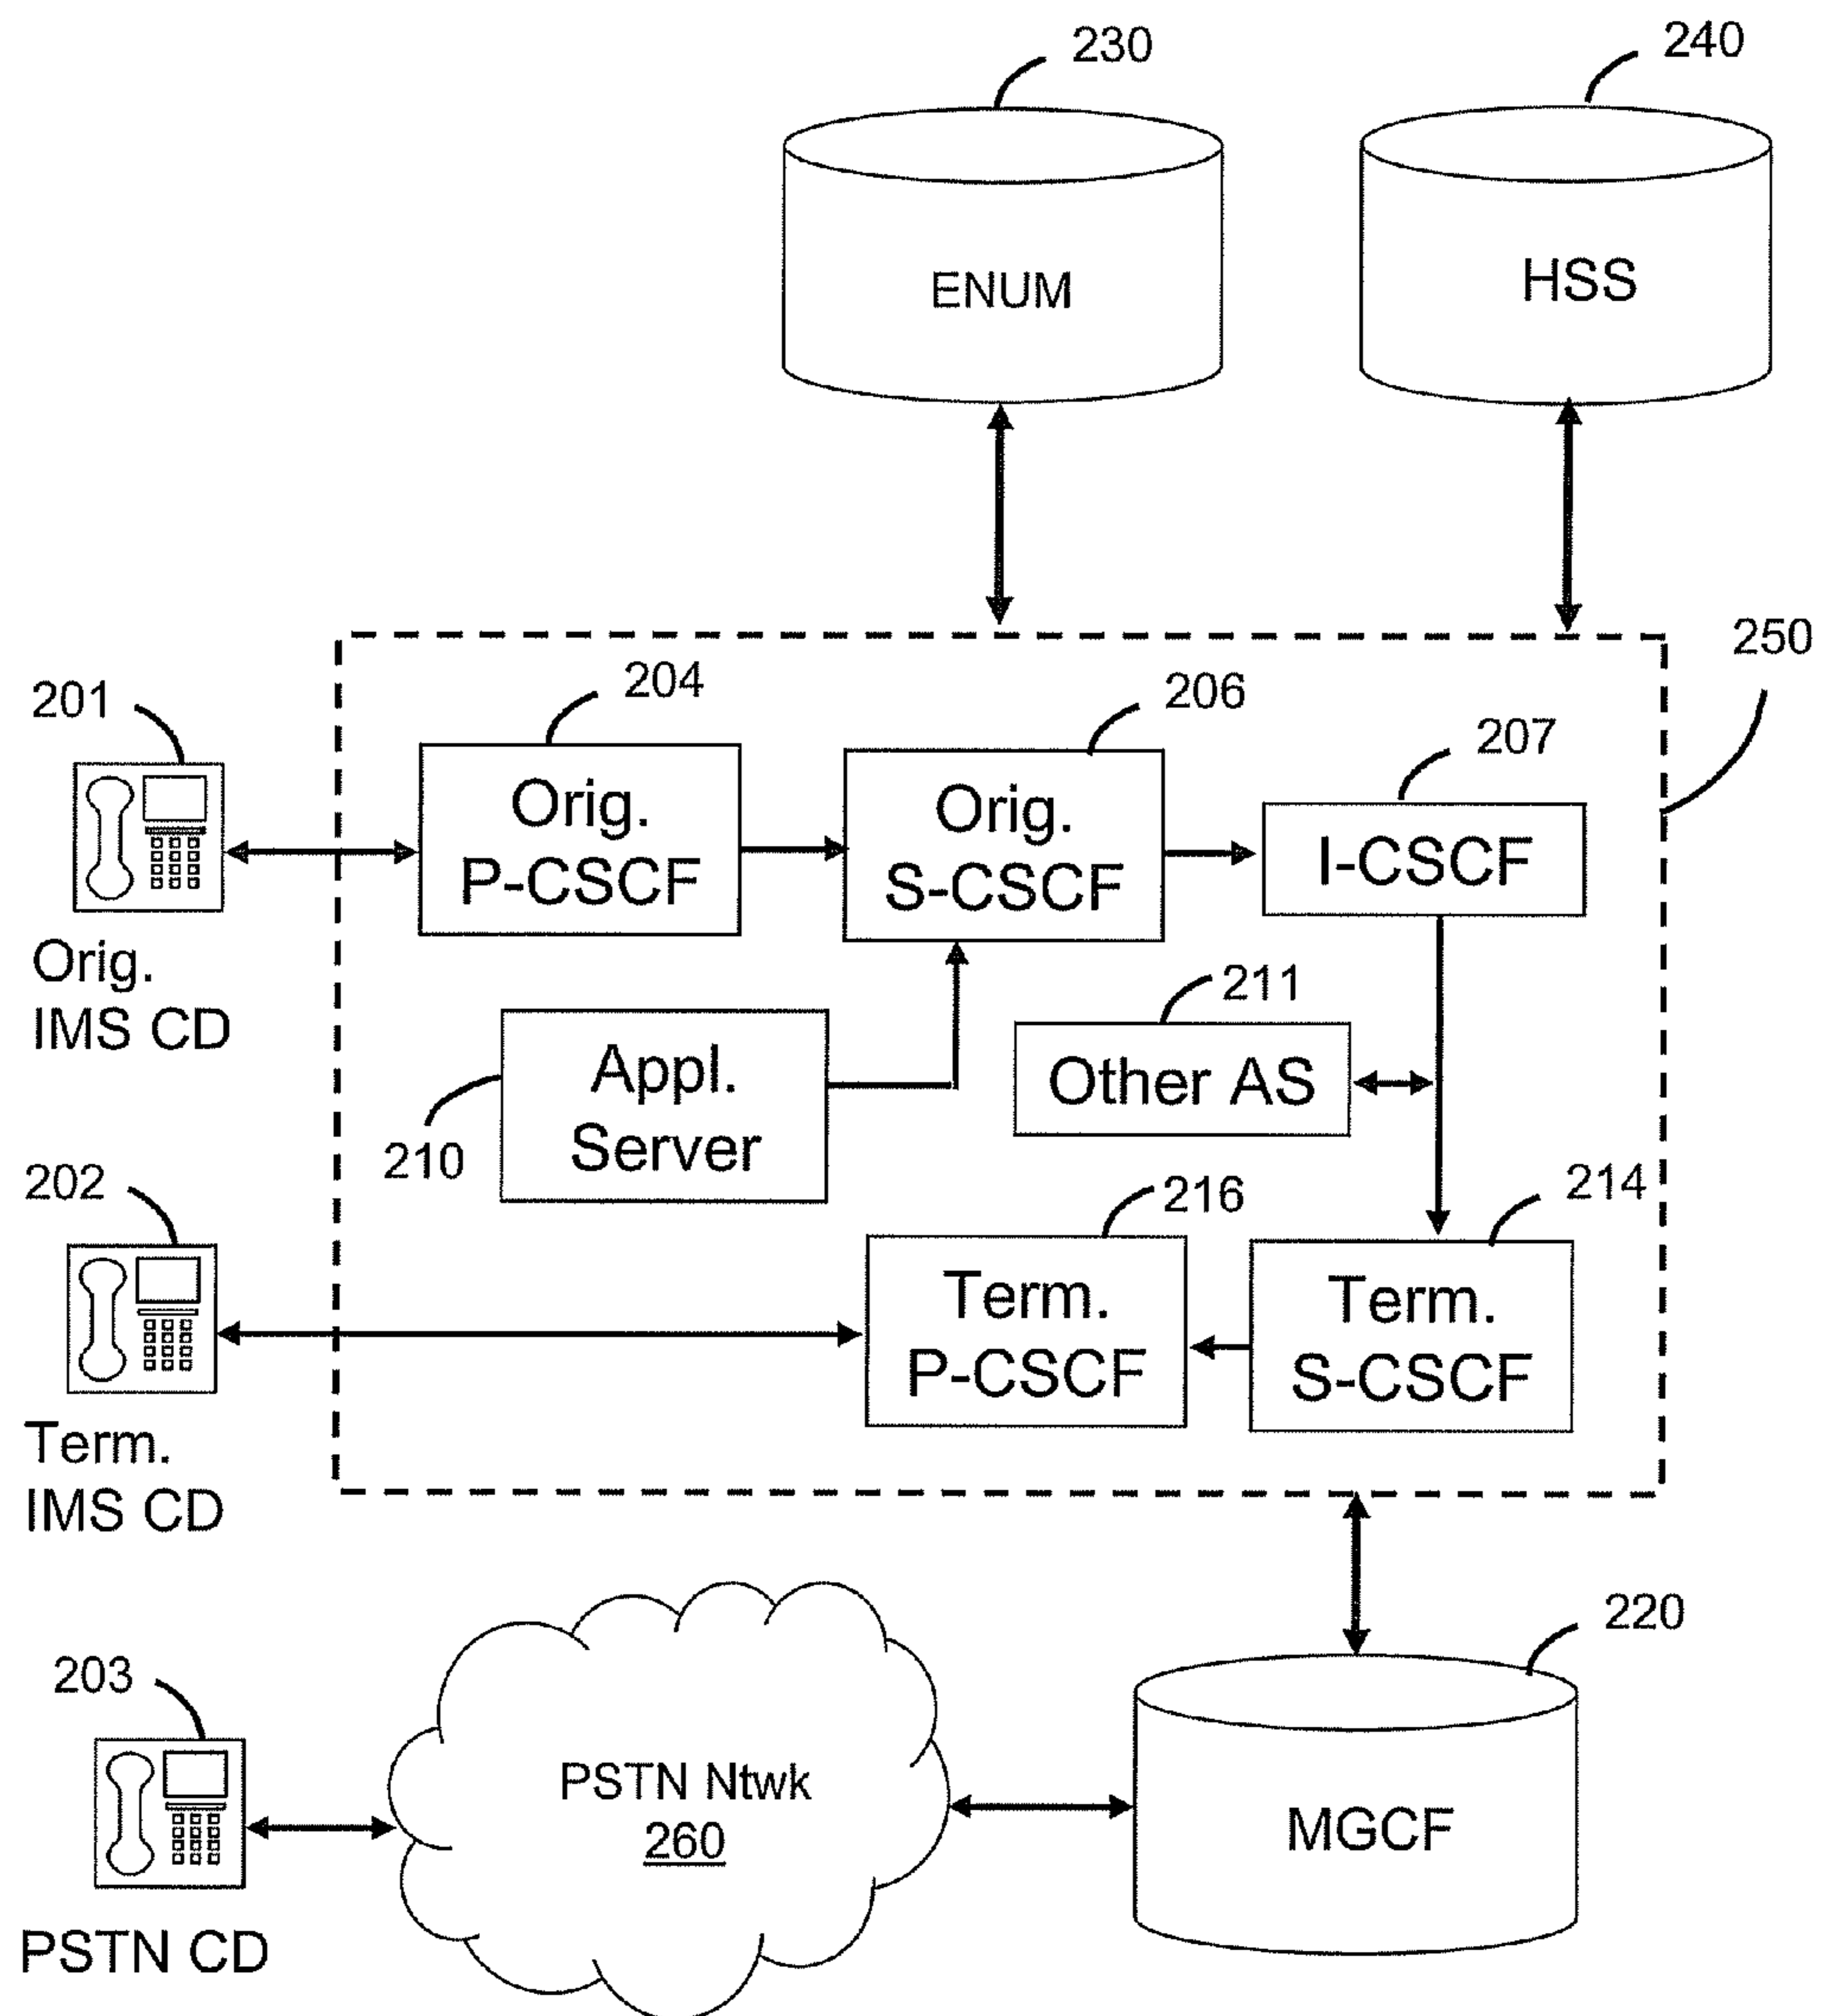 230
240
ENUM
HSS
250
201
204
206
207
Orig.
P-CSCF
Orig.
S-CSCF
I-CSCF
Orig.
IMS CD
211
Appl.
Server
Other AS
210
202
216
214
Term.
P-CSCF
Term.
S-CSCF
Term.
IMS CD
220
203
PSTN Ntwk
260
MGCF
PSTN CD